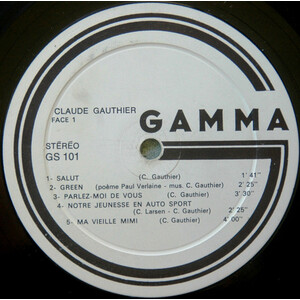 CLAUDE GAUTHIER
FACE 1
GAMMA
STÉRÉO
GS 101
1- SALUT (C. Gauthier) 1'41"
2- GREEN (poème Paul Verlaine - mus. C. Gauthier) 2'25"
3- PARLEZ-MOI DE VOUS (C. Gauthier) 3'30"
4- NOTRE JEUNESSE EN AUTO SPORT
(C. Larsen - C. Gauthier) 2'25"
5- MA VIEILLE MIMI (C. Gauthier) 4'00"